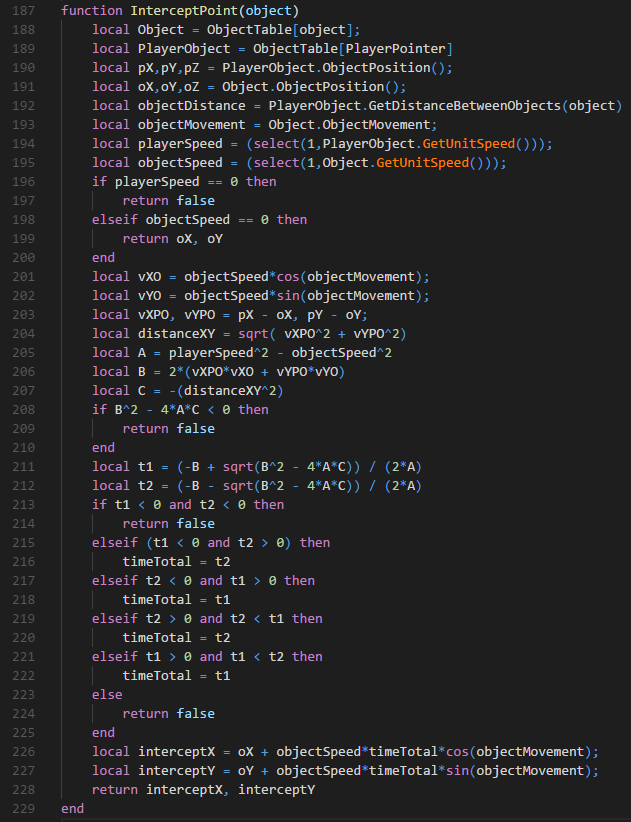 187 function InterceptPoint(object)
188     local Object = ObjectTable[object];
189     local PlayerObject = ObjectTable[PlayerPointer]
190     local pX,pY,pZ = PlayerObject.ObjectPosition();
191     local oX,oY,oZ = Object.ObjectPosition();
192     local objectDistance = PlayerObject.GetDistanceBetweenObjects(object)
193     local objectMovement = Object.ObjectMovement;
194     local playerSpeed = (select(1,PlayerObject.GetUnitSpeed()));
195     local objectSpeed = (select(1,Object.GetUnitSpeed()));
196     if playerSpeed == 0 then
197         return false
198     elseif objectSpeed == 0 then
199         return oX, oY
200     end
201     local vXO = objectSpeed*cos(objectMovement);
202     local vYO = objectSpeed*sin(objectMovement);
203     local vXPO, vYPO = pX - oX, pY - oY;
204     local distanceXY = sqrt( vXPO^2 + vYPO^2)
205     local A = playerSpeed^2 - objectSpeed^2
206     local B = 2*(vXPO*vXO + vYPO*vYO)
207     local C = -(distanceXY^2)
208     if B^2 - 4*A*C < 0 then
209         return false
210     end
211     local t1 = (-B + sqrt(B^2 - 4*A*C)) / (2*A)
212     local t2 = (-B - sqrt(B^2 - 4*A*C)) / (2*A)
213     if t1 < 0 and t2 < 0 then
214         return false
215     elseif (t1 < 0 and t2 > 0) then
216         timeTotal = t2
217     elseif t2 < 0 and t1 > 0 then
218         timeTotal = t1
219     elseif t2 > 0 and t2 < t1 then
220         timeTotal = t2
221     elseif t1 > 0 and t1 < t2 then
222         timeTotal = t1
223     else
224         return false
225     end
226     local interceptX = oX + objectSpeed*timeTotal*cos(objectMovement);
227     local interceptY = oY + objectSpeed*timeTotal*sin(objectMovement);
228     return interceptX, interceptY
229 end